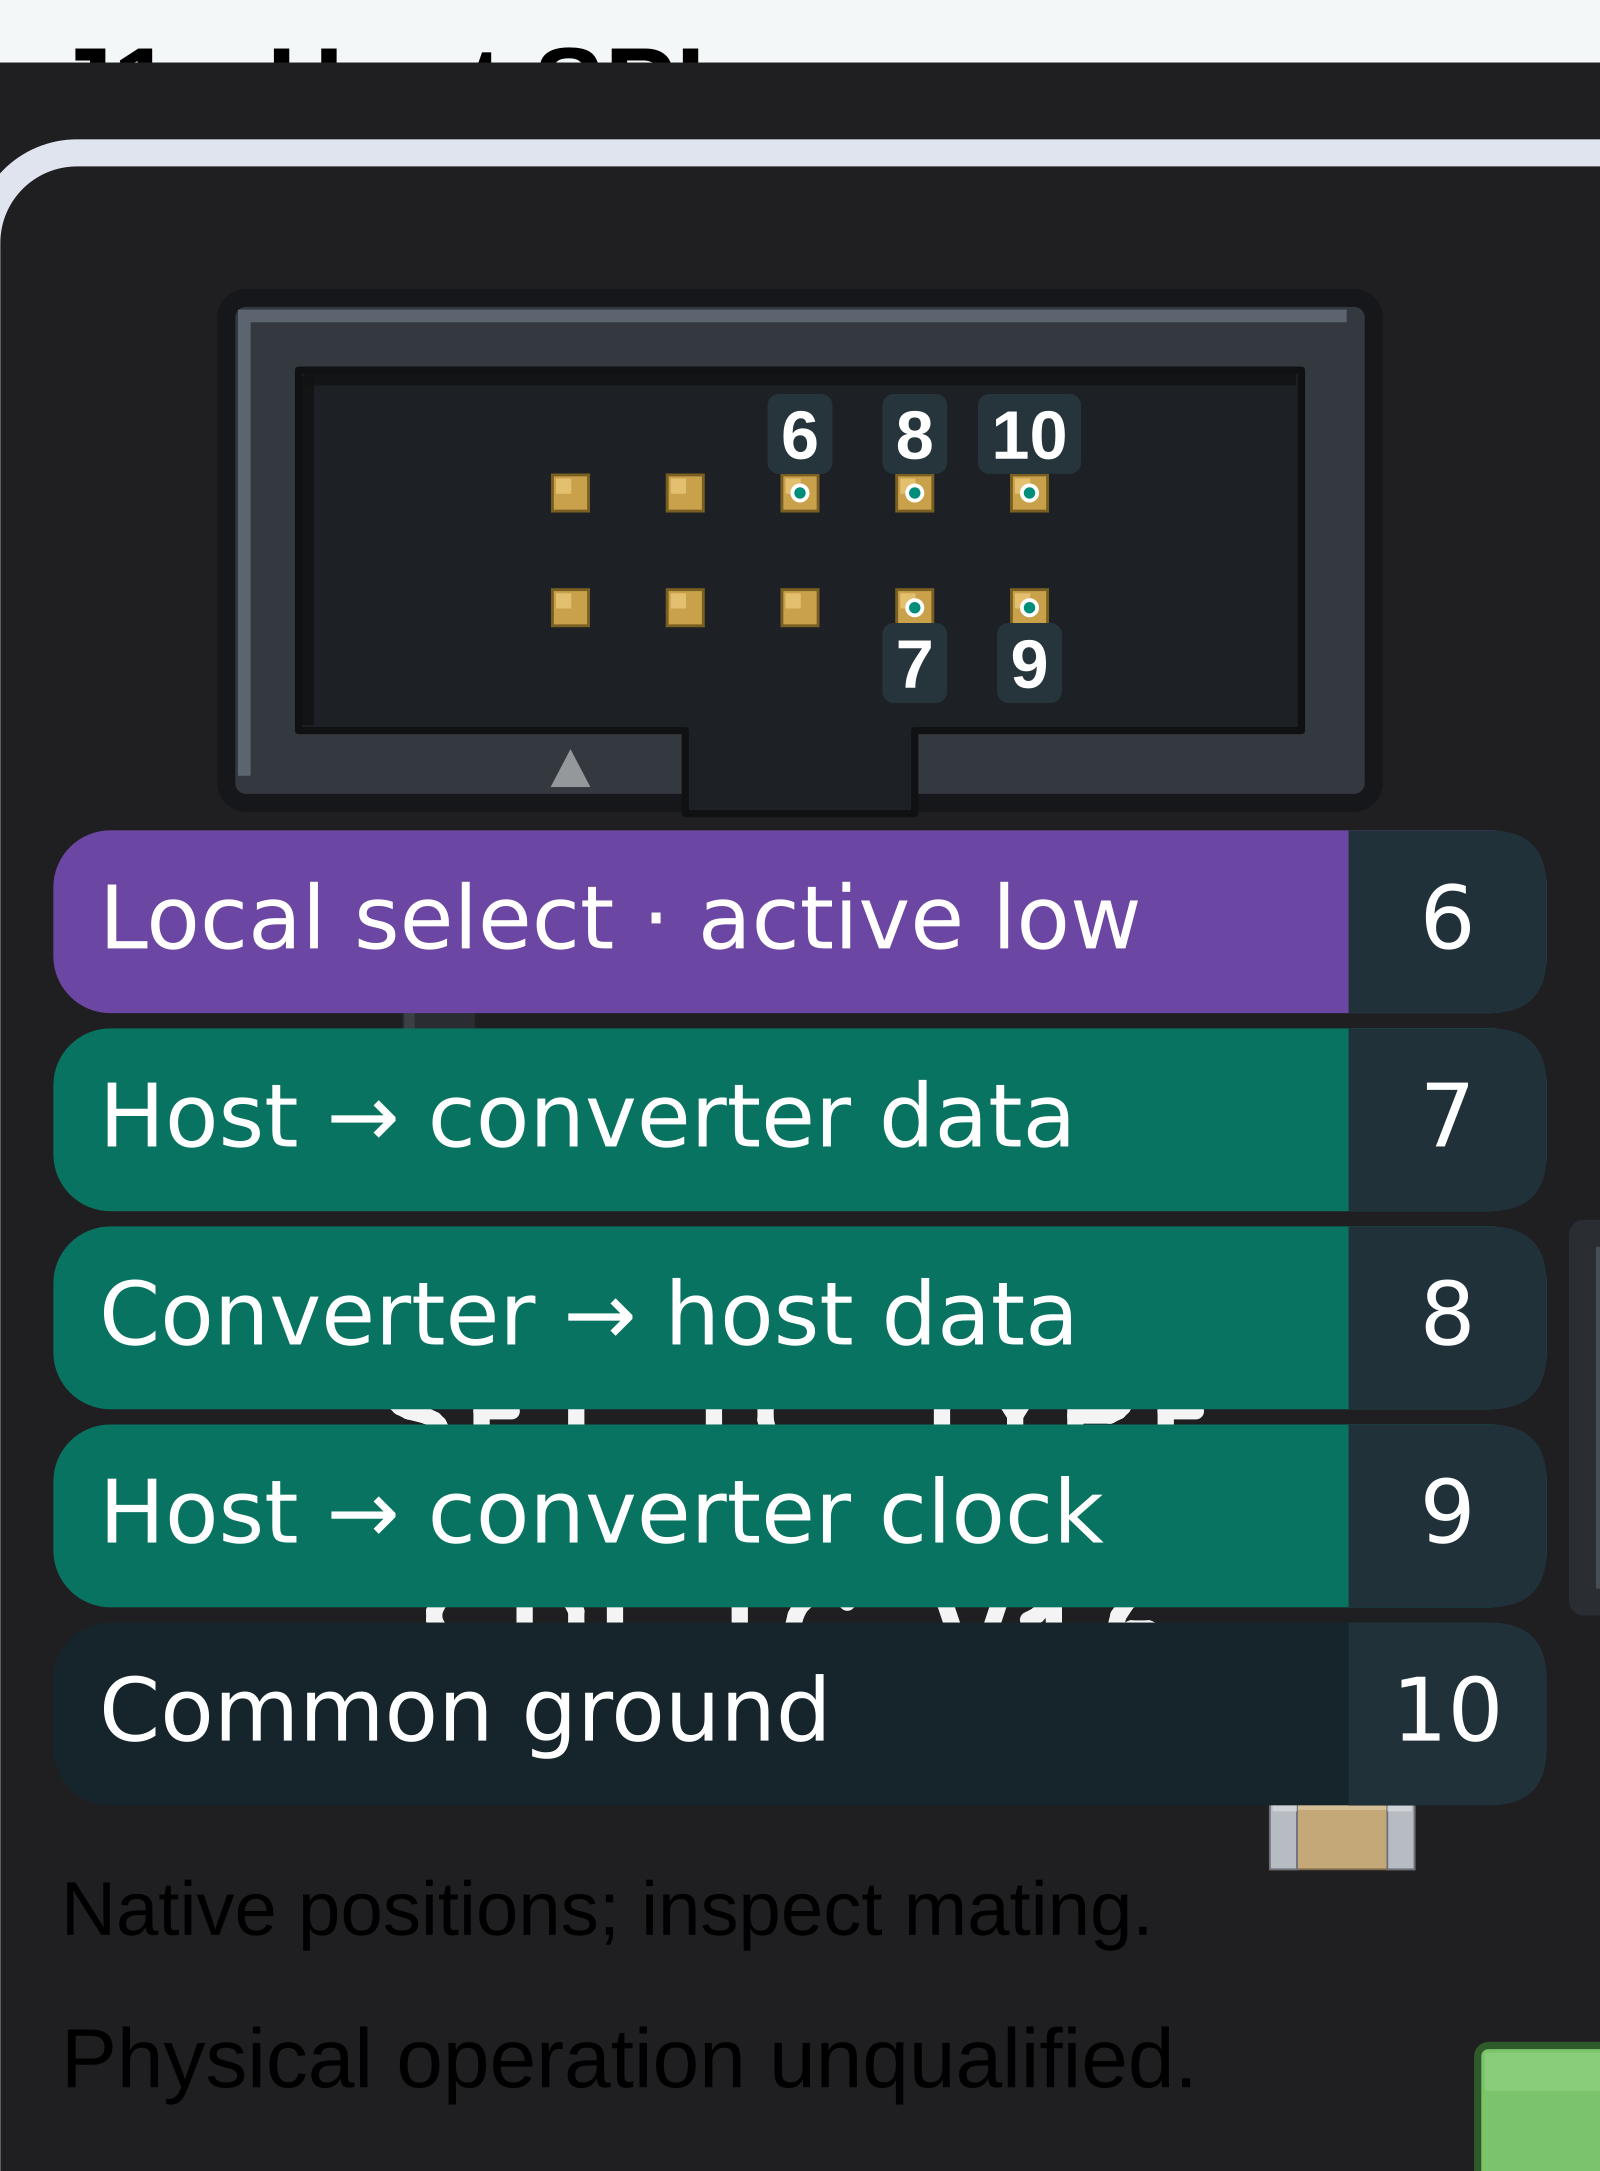 6 8 10
7 9
Local select · active low 6
Host → converter data 7
Converter → host data 8
Host → converter clock 9
Common ground 10
Native positions; inspect mating.
Physical operation unqualified.